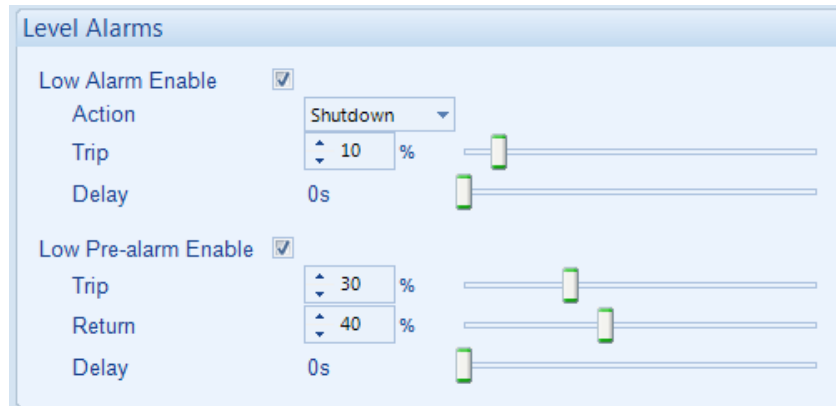 Level Alarms
Low Alarm Enable
Action Shutdown
Trip 10 %
Delay 0s
Low Pre-alarm Enable
Trip 30 %
Return 40 %
Delay 0s